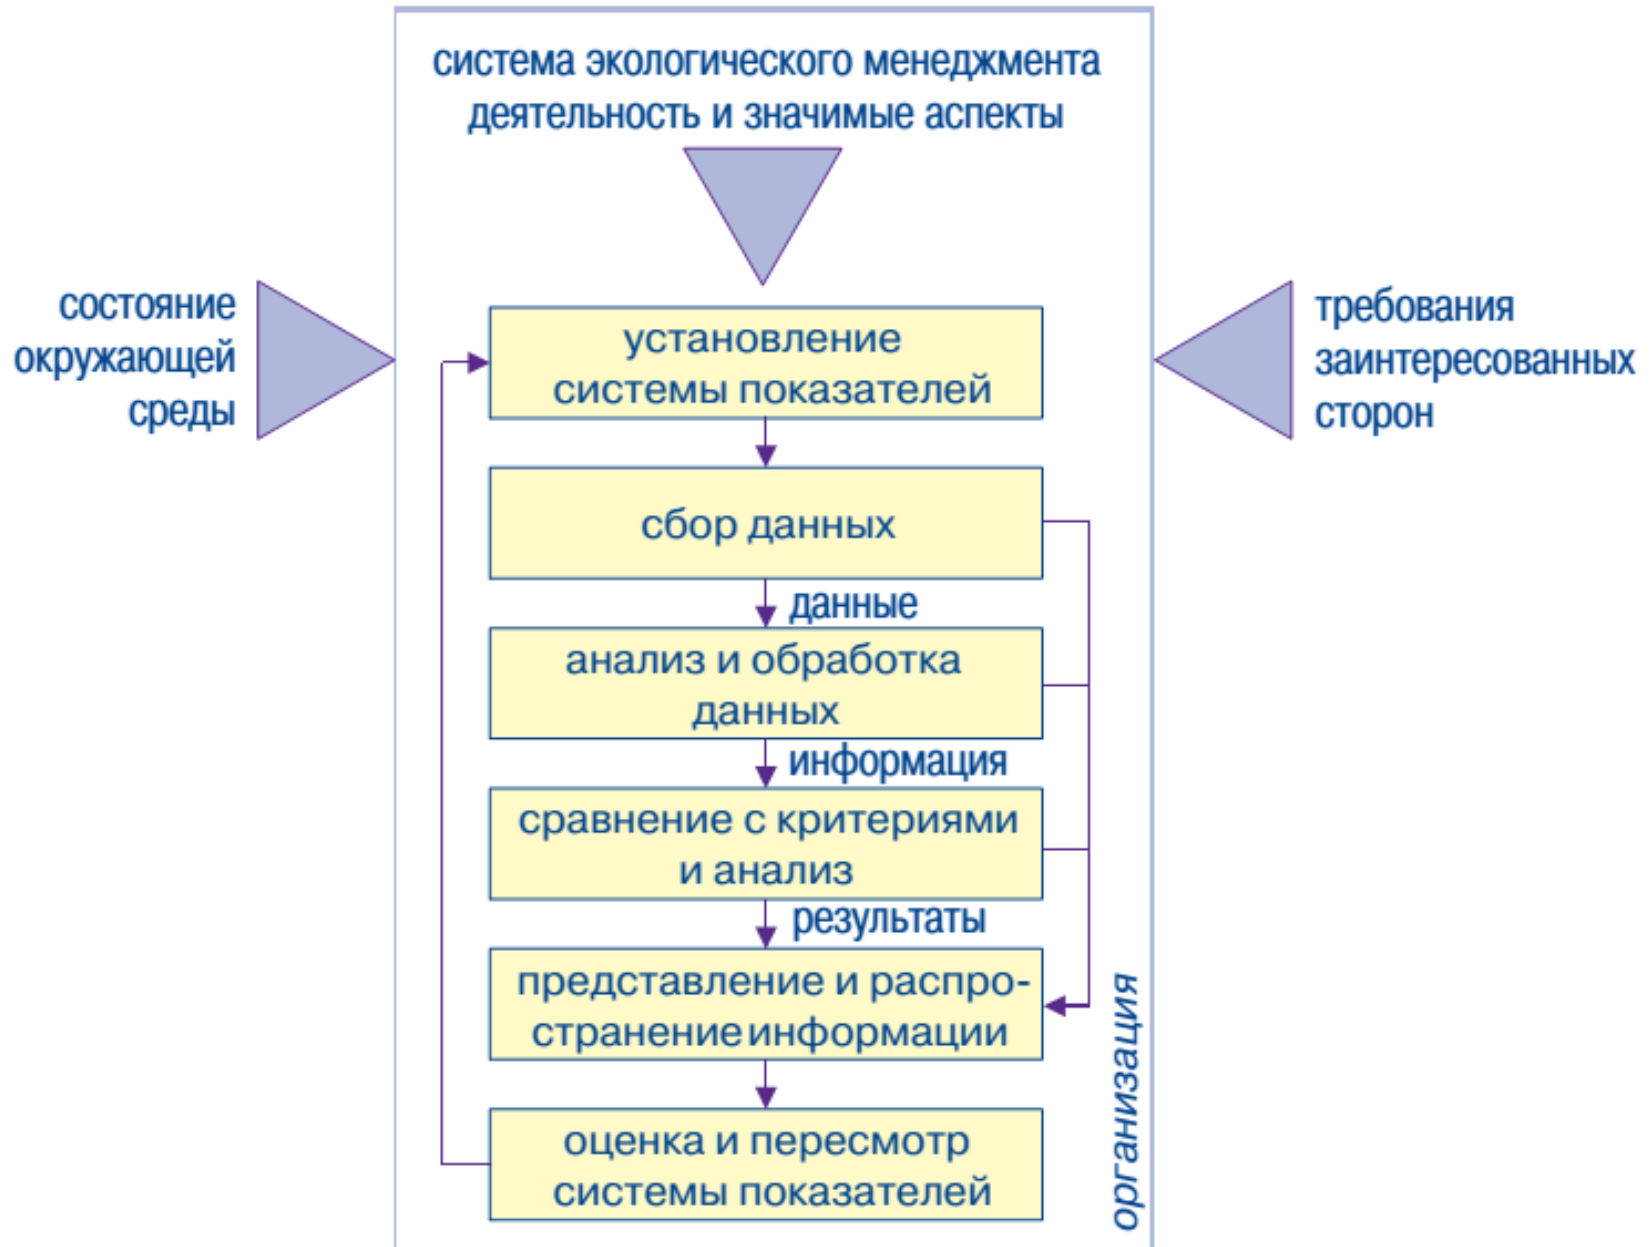 система экологического менеджмента
деятельность и значимые аспекты
состояние
окружающей
среды
требования
заинтересованных
сторон
установление
системы показателей
сбор данных
данные
анализ и обработка
данных
информация
сравнение с критериями
и анализ
результаты
представление и распро-
странение информации
оценка и пересмотр
системы показателей
организация